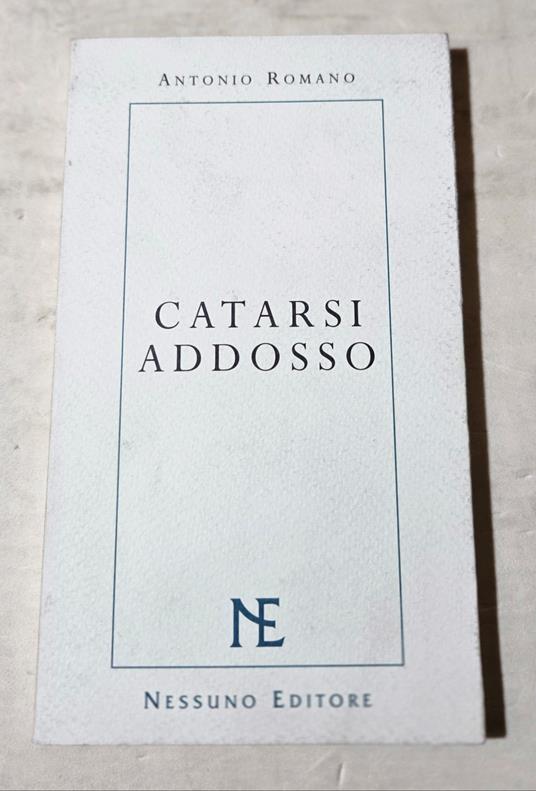 ANTONIO ROMANO
CATARSI
ADDOSSO
NE
NESSUNO EDITORE